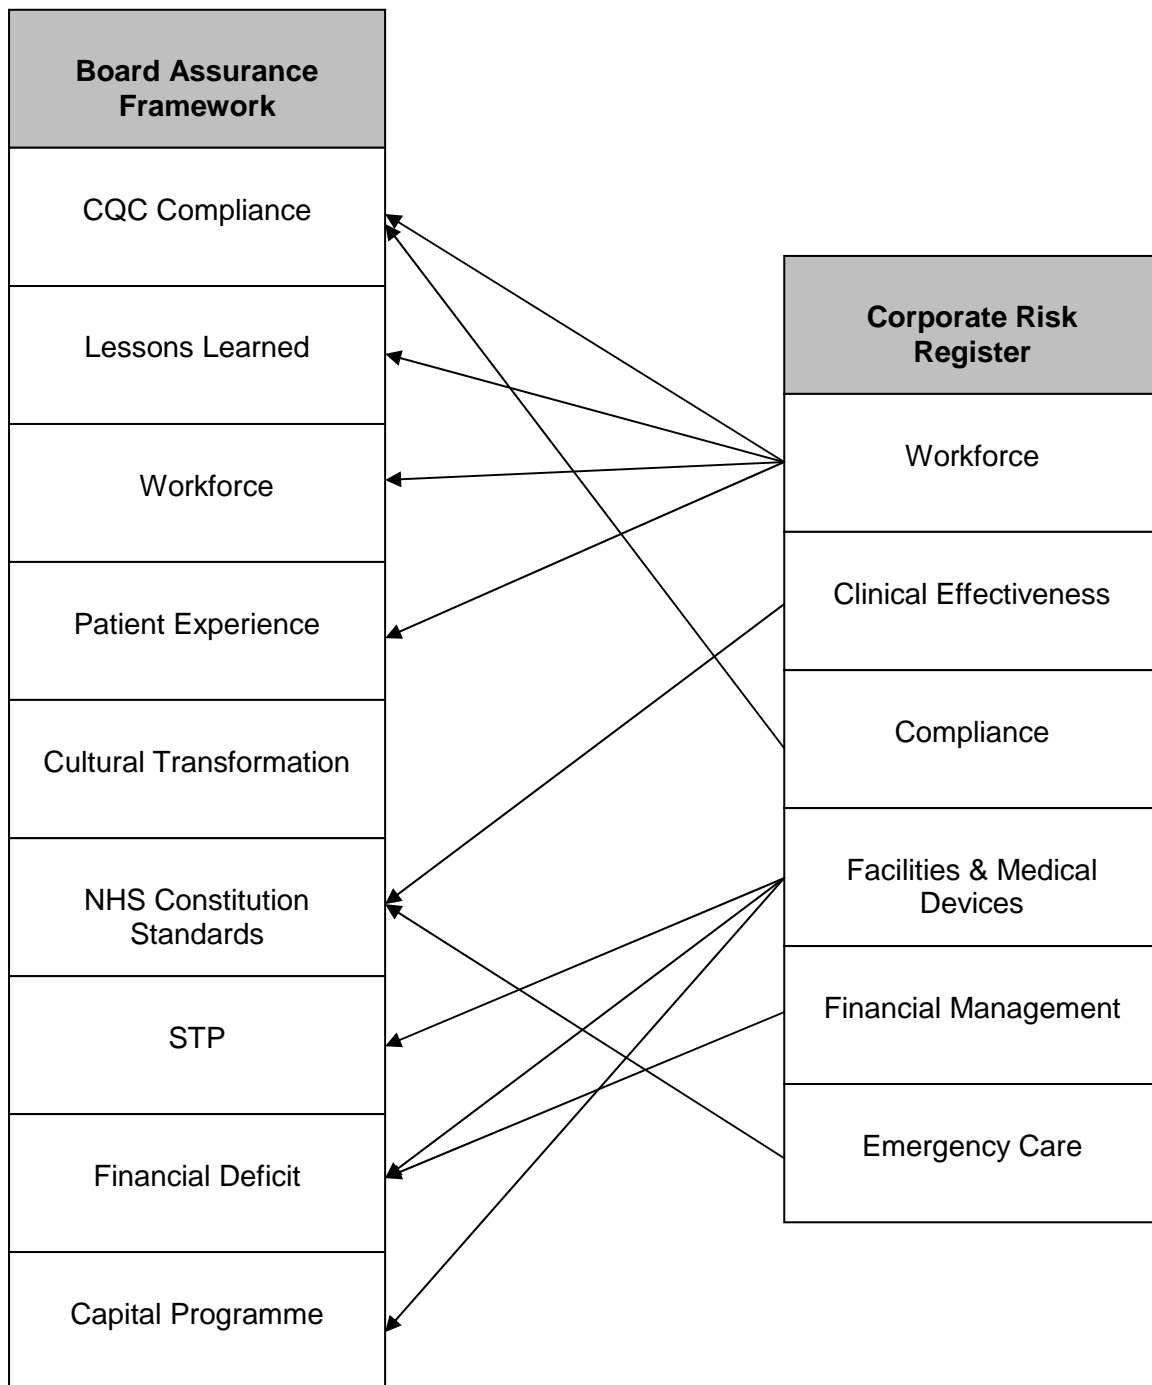 Board Assurance
Framework
CQC Compliance
Lessons Learned
Workforce
Patient Experience
Cultural Transformation
NHS Constitution
Standards
STP
Financial Deficit
Capital Programme
Corporate Risk
Register
Workforce
Clinical Effectiveness
Compliance
Facilities & Medical
Devices
Financial Management
Emergency Care